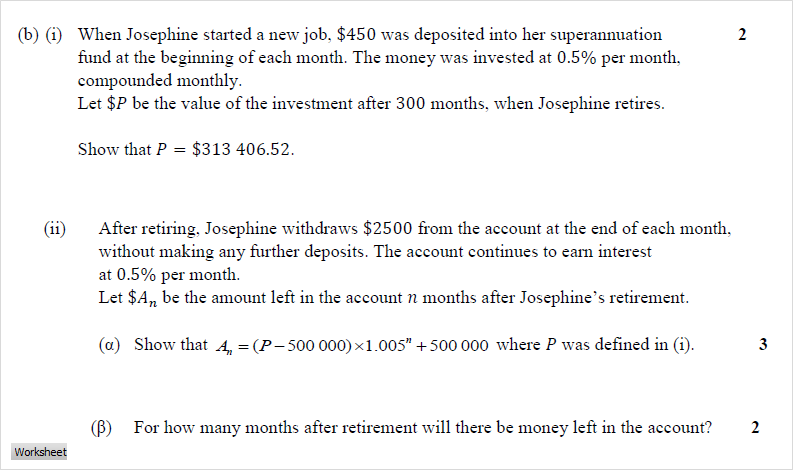 (b) (i) When Josephine started a new job, $450 was deposited into her superannuation 2
fund at the beginning of each month. The money was invested at 0.5% per month,
compounded monthly.
Let $P be the value of the investment after 300 months, when Josephine retires.
Show that P = $313 406.52.
(ii) After retiring, Josephine withdraws $2500 from the account at the end of each month,
without making any further deposits. The account continues to earn interest
at 0.5% per month.
Let $Aₙ be the amount left in the account n months after Josephine's retirement.
(α) Show that Aₙ = (P – 500 000) × 1.005ⁿ + 500 000 where P was defined in (i). 3
(β) For how many months after retirement will there be money left in the account? 2
Worksheet